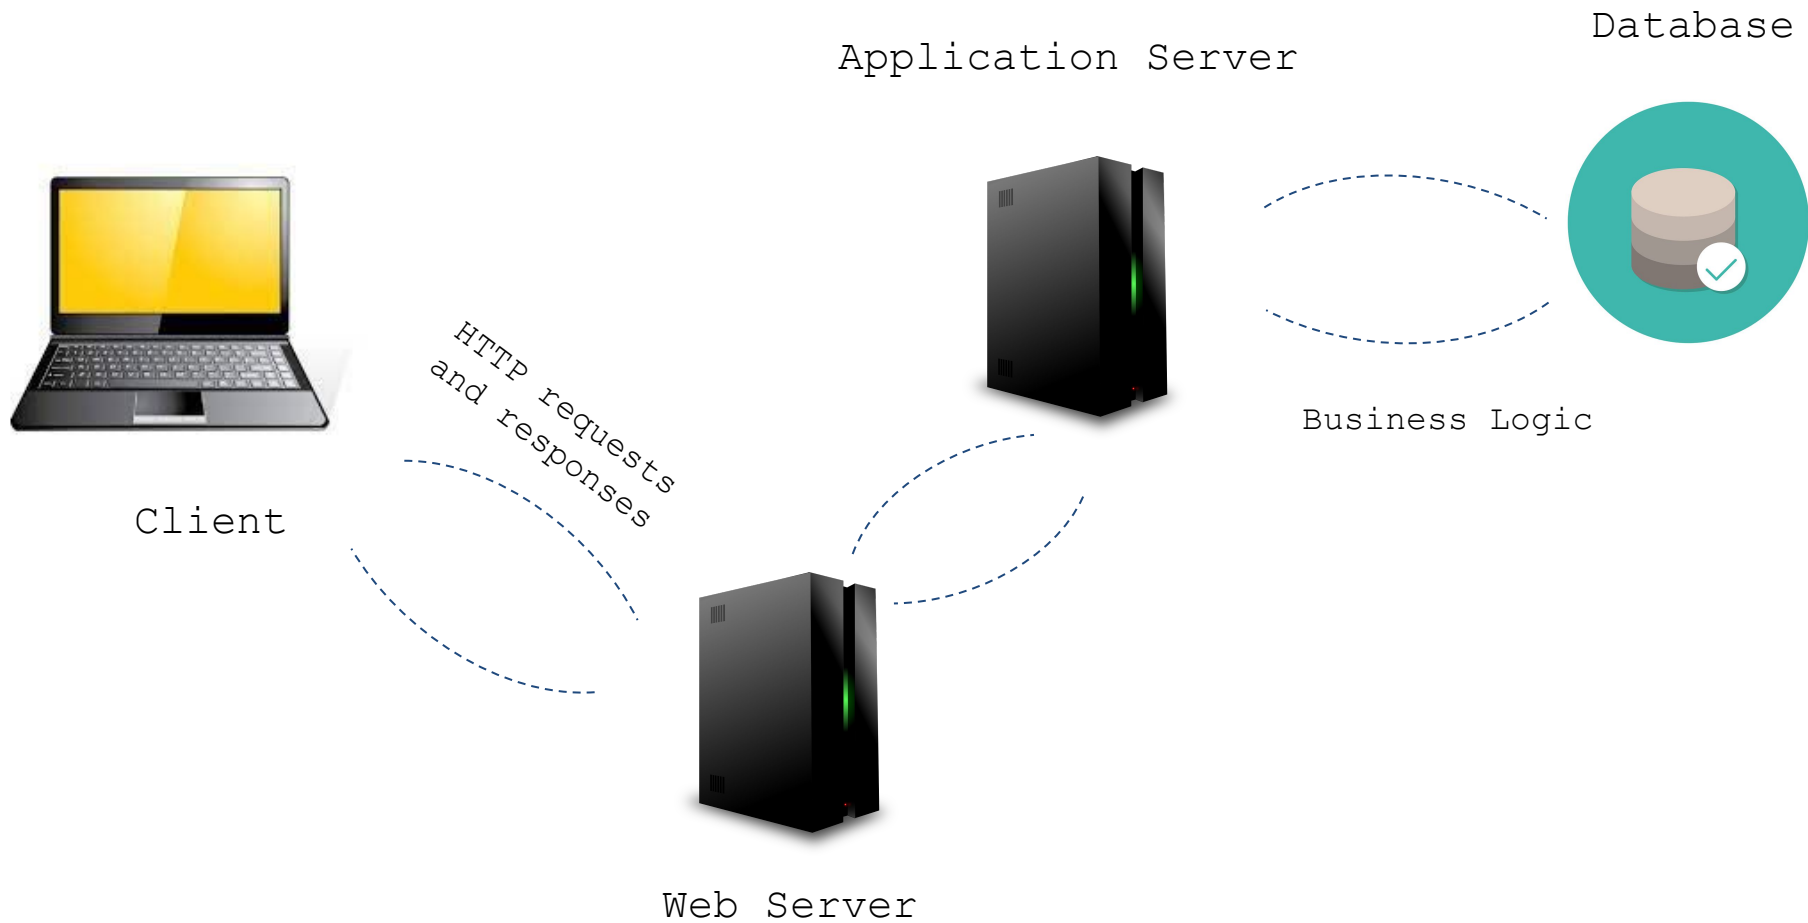 Database
Application Server
HTTP requests
and responses
Business Logic
Client
Web Server